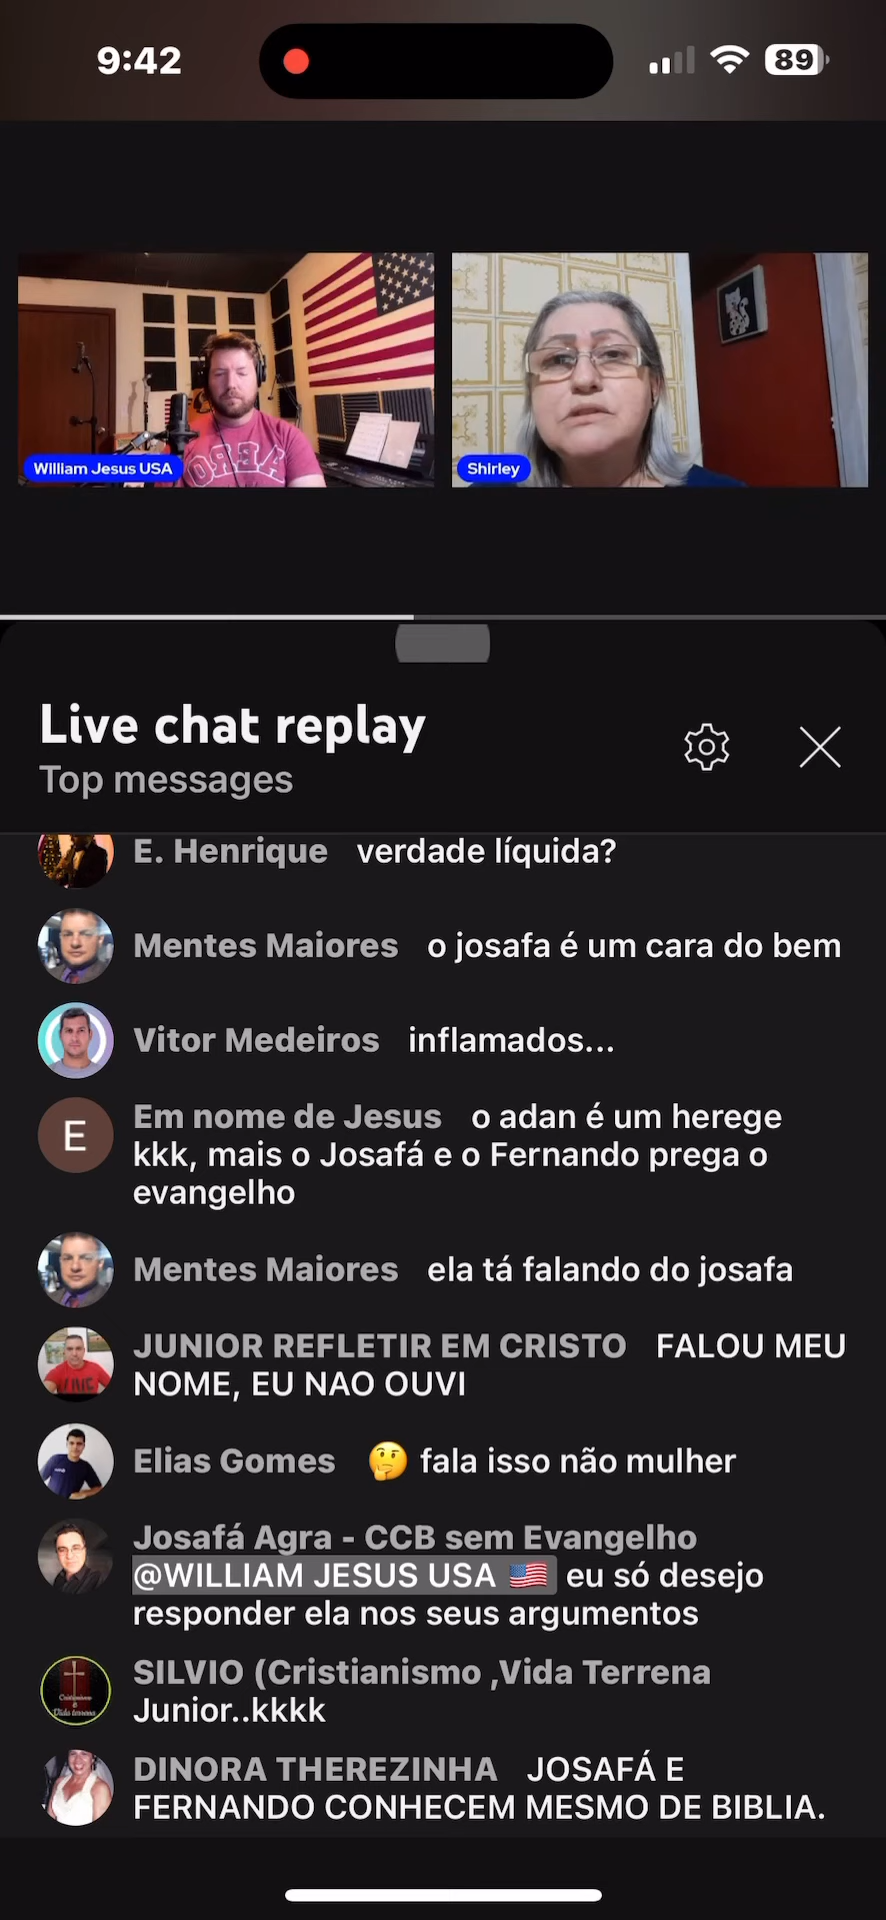 9:42
89
William Jesus USA
Shirley
Live chat replay
Top messages
E. Henrique verdade líquida?
Mentes Maiores o josafa é um cara do bem
Vitor Medeiros inflamados...
E
Em nome de Jesus o adan é um herege
kkk, mais o Josafá e o Fernando prega o
evangelho
Mentes Maiores ela tá falando do josafa
JUNIOR REFLETIR EM CRISTO FALOU MEU
NOME, EU NAO OUVI
Elias Gomes 🤔 fala isso não mulher
Josafá Agra - CCB sem Evangelho
@WILLIAM JESUS USA 🇺🇸 eu só desejo
responder ela nos seus argumentos
SILVIO (Cristianismo ,Vida Terrena
Junior..kkkk
DINORA THEREZINHA JOSAFÁ E
FERNANDO CONHECEM MESMO DE BIBLIA.